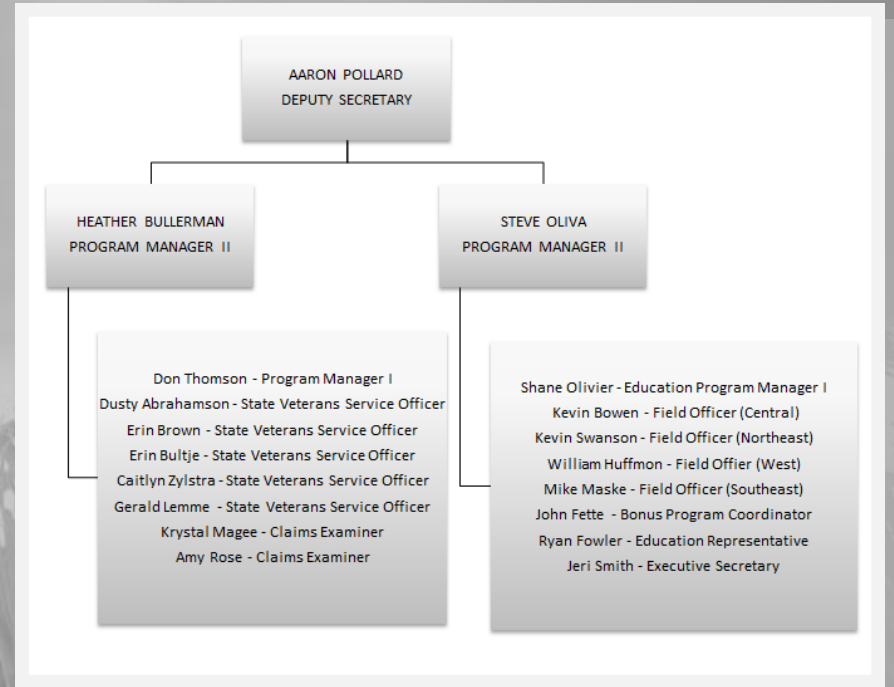 AARON POLLARD
DEPUTY SECRETARY
HEATHER BULLERMAN
PROGRAM MANAGER II
STEVE OLIVA
PROGRAM MANAGER II
Don Thomson - Program Manager I
Dusty Abrahamson - State Veterans Service Officer
Erin Brown - State Veterans Service Officer
Erin Bultje - State Veterans Service Officer
Caitlyn Zylstra - State Veterans Service Officer
Gerald Lemme - State Veterans Service Officer
Krystal Magee - Claims Examiner
Amy Rose - Claims Examiner
Shane Olivier - Education Program Manager I
Kevin Bowen - Field Officer (Central)
Kevin Swanson - Field Officer (Northeast)
William Huffmon - Field Offier (West)
Mike Maske - Field Officer (Southeast)
John Fette - Bonus Program Coordinator
Ryan Fowler - Education Representative
Jeri Smith - Executive Secretary